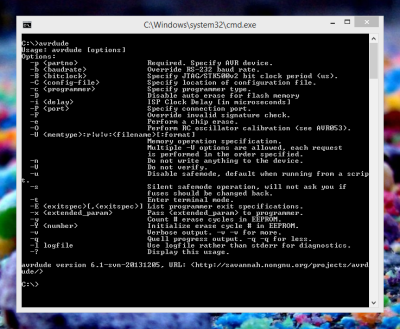 C:\Windows\system32\cmd.exe
C:\>avrdude
Usage: avrdude [options]
Options:
-p <partno> Required. Specify AVR device.
-b <baudrate> Override RS-232 baud rate.
-B <bitclock> Specify JTAG/STK500v2 bit clock period (us).
-C <config-file> Specify location of configuration file.
-c <programmer> Specify programmer type.
-D Disable auto erase for flash memory
-i <delay> ISP Clock Delay [in microseconds]
-P <port> Specify connection port.
-F Override invalid signature check.
-e Perform a chip erase.
-O Perform RC oscillator calibration (see AVR053).
-U <memtype>:r|w|v:<filename>[:format]
Memory operation specification.
Multiple -U options are allowed, each request
is performed in the order specified.
-n Do not write anything to the device.
-V Do not verify.
-u Disable safemode, default when running from a scrip
t.
-s Silent safemode operation, will not ask you if
fuses should be changed back.
-t Enter terminal mode.
-E <exitspec>[,<exitspec>] List programmer exit specifications.
-x <extended_param> Pass <extended_param> to programmer.
-y Count # erase cycles in EEPROM.
-Y <number> Initialize erase cycle # in EEPROM.
-v Verbose output. -v -v for more.
-q Quell progress output. -q -q for less.
-l logfile Use logfile rather than stderr for diagnostics.
-? Display this usage.
avrdude version 6.1-svn-20131205, URL: <http://savannah.nongnu.org/projects/avrd
ude/>
C:\>